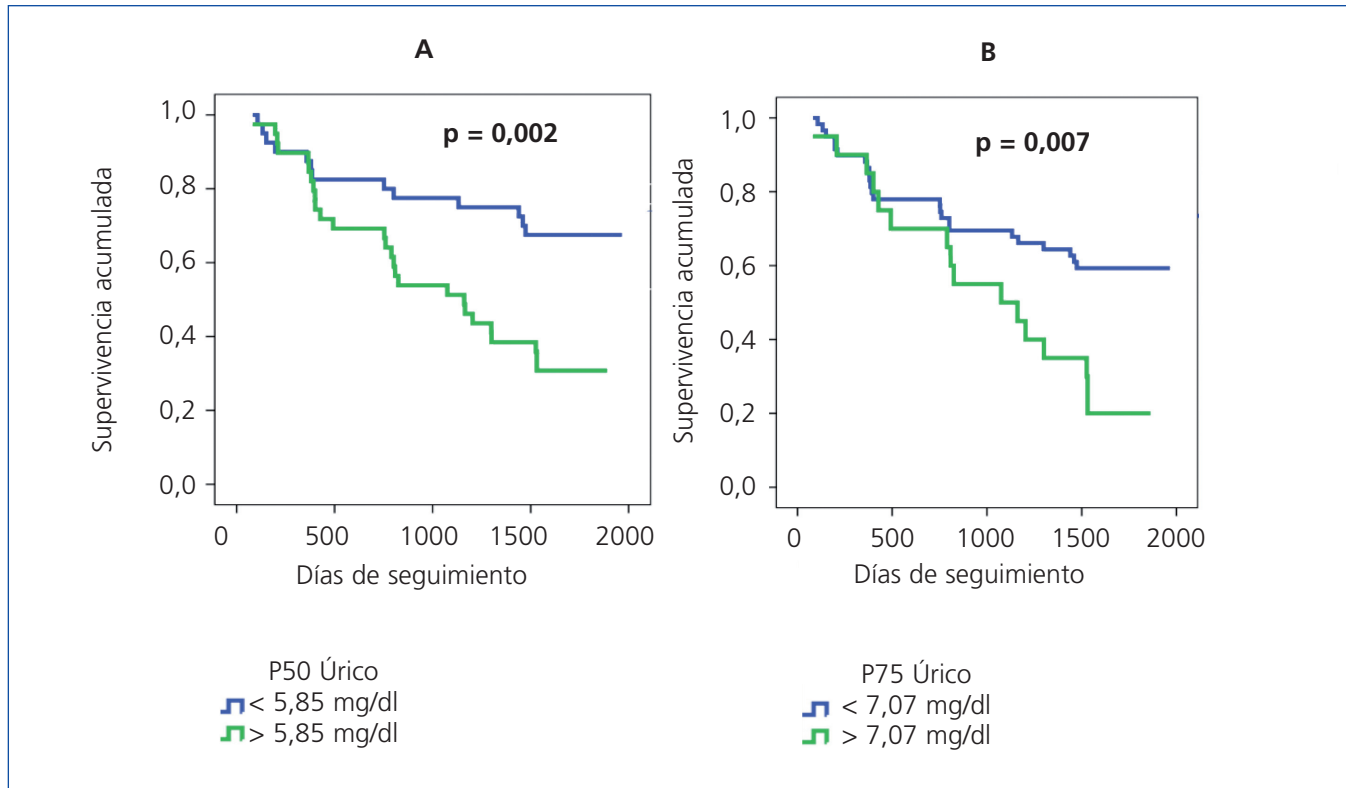 A
p = 0,002
Supervivencia acumulada
1,0
0,8
0,6
0,4
0,2
0,0
0 500 1000 1500 2000
Días de seguimiento
P50 Úrico
< 5,85 mg/dl
> 5,85 mg/dl
B
p = 0,007
Supervivencia acumulada
1,0
0,8
0,6
0,4
0,2
0,0
0 500 1000 1500 2000
Días de seguimiento
P75 Úrico
< 7,07 mg/dl
> 7,07 mg/dl